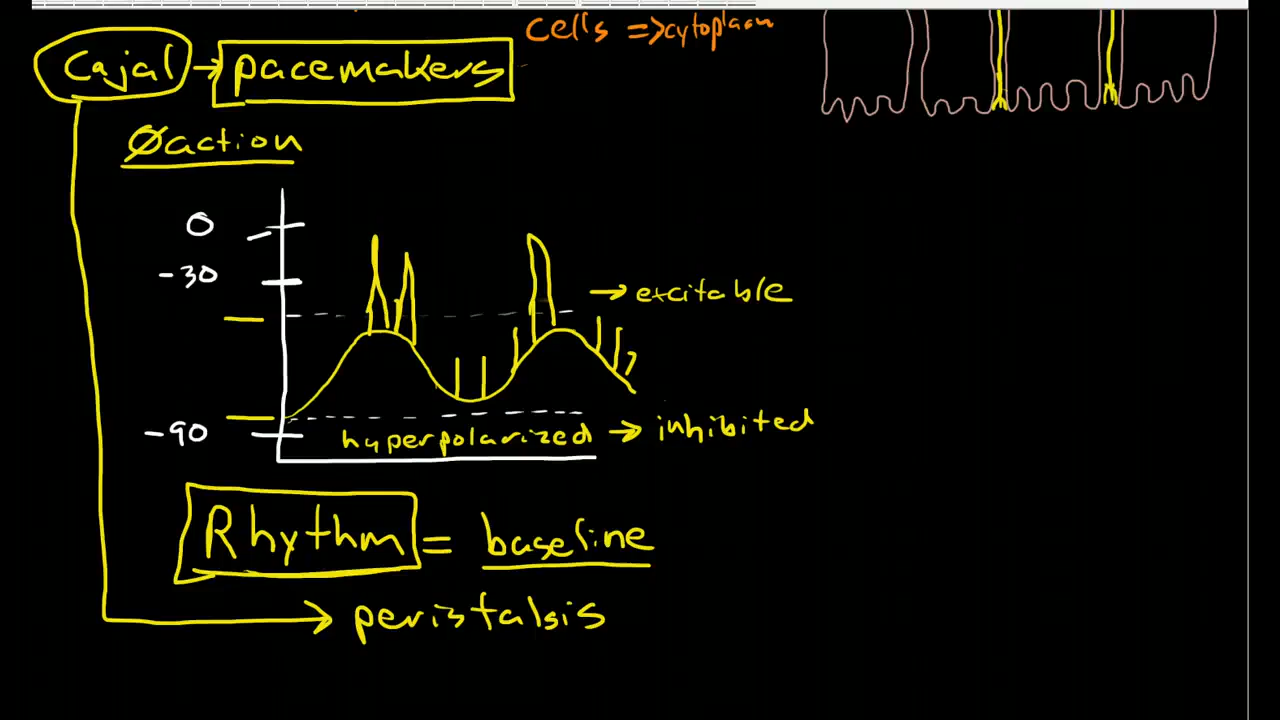 cells => cytoplasm
Cajal → pacemakers
Øaction
0
-30
→ excitable
-90
hyperpolarized → inhibited
Rhythm = baseline
→ peristalsis